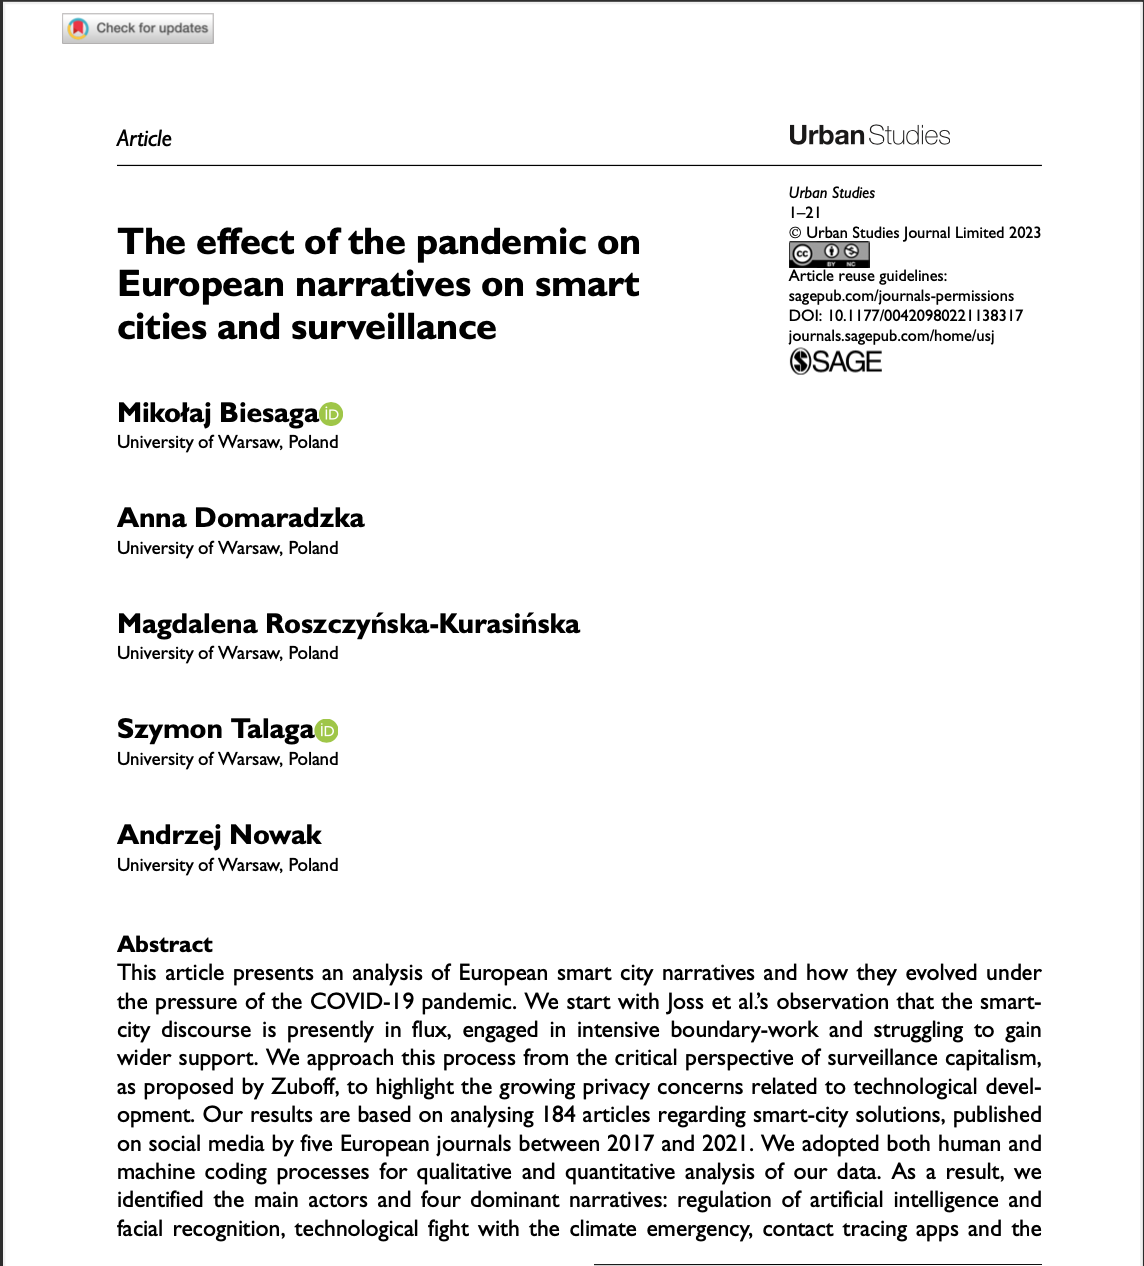 Check for updates
Article
Urban Studies
Urban Studies
1–21
© Urban Studies Journal Limited 2023
cc BY NC
Article reuse guidelines:
sagepub.com/journals-permissions
DOI: 10.1177/00420980221138317
journals.sagepub.com/home/usj
SAGE
The effect of the pandemic on
European narratives on smart
cities and surveillance
Mikołaj Biesaga iD
University of Warsaw, Poland
Anna Domaradzka
University of Warsaw, Poland
Magdalena Roszczyńska-Kurasińska
University of Warsaw, Poland
Szymon Talaga iD
University of Warsaw, Poland
Andrzej Nowak
University of Warsaw, Poland
Abstract
This article presents an analysis of European smart city narratives and how they evolved under
the pressure of the COVID-19 pandemic. We start with Joss et al.’s observation that the smart-
city discourse is presently in flux, engaged in intensive boundary-work and struggling to gain
wider support. We approach this process from the critical perspective of surveillance capitalism,
as proposed by Zuboff, to highlight the growing privacy concerns related to technological devel-
opment. Our results are based on analysing 184 articles regarding smart-city solutions, published
on social media by five European journals between 2017 and 2021. We adopted both human and
machine coding processes for qualitative and quantitative analysis of our data. As a result, we
identified the main actors and four dominant narratives: regulation of artificial intelligence and
facial recognition, technological fight with the climate emergency, contact tracing apps and the